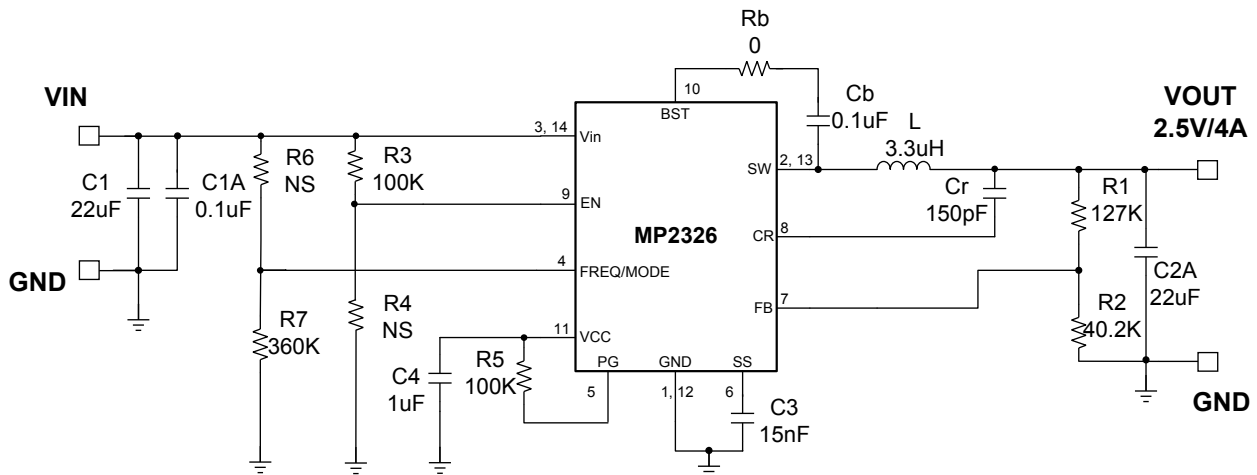 Rb
0
10
BST
Cb
0.1uF
L
3.3uH
VIN
VOUT
2.5V/4A
3, 14
Vin
R6
NS
R3
100K
C1
22uF
C1A
0.1uF
2, 13
SW
Cr
150pF
R1
127K
9
EN
MP2326
CR
8
GND
4
FREQ/MODE
C2A
22uF
R7
360K
R4
NS
FB
7
R2
40.2K
11
VCC
C4
1uF
R5
100K
PG
GND
SS
5
1, 12
6
C3
15nF
GND